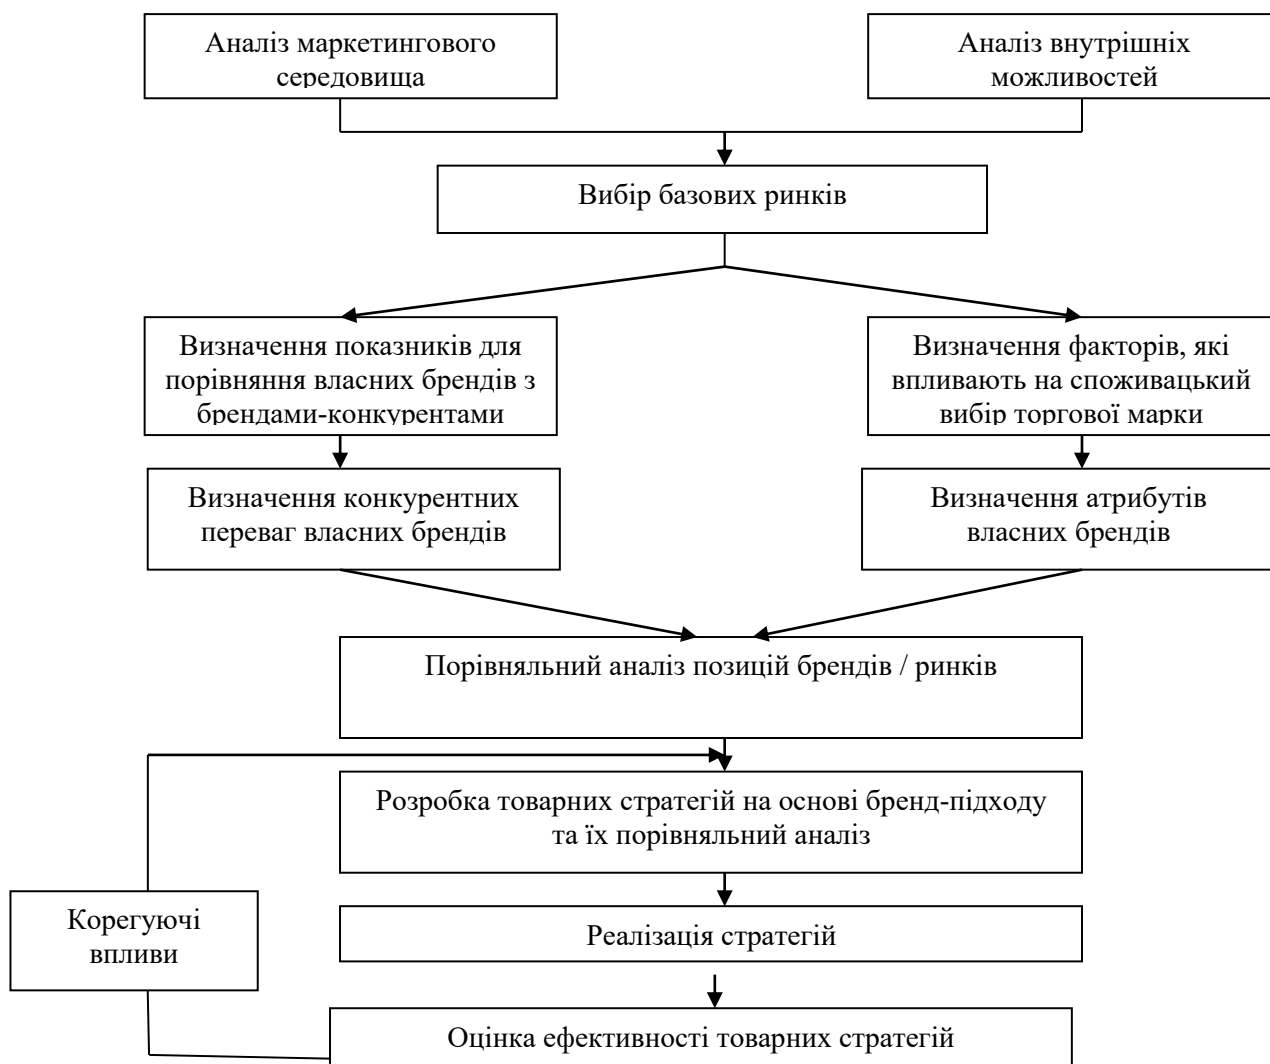 Аналіз маркетингового
середовища
Аналіз внутрішніх
можливостей
Вибір базових ринків
Визначення показників для
порівняння власних брендів з
брендами-конкурентами
Визначення факторів, які
впливають на споживацький
вибір торгової марки
Визначення конкурентних
переваг власних брендів
Визначення атрибутів
власних брендів
Порівняльний аналіз позицій брендів / ринків
Розробка товарних стратегій на основі бренд-підходу
та їх порівняльний аналіз
Корегуючі
впливи
Реалізація стратегій
Оцінка ефективності товарних стратегій